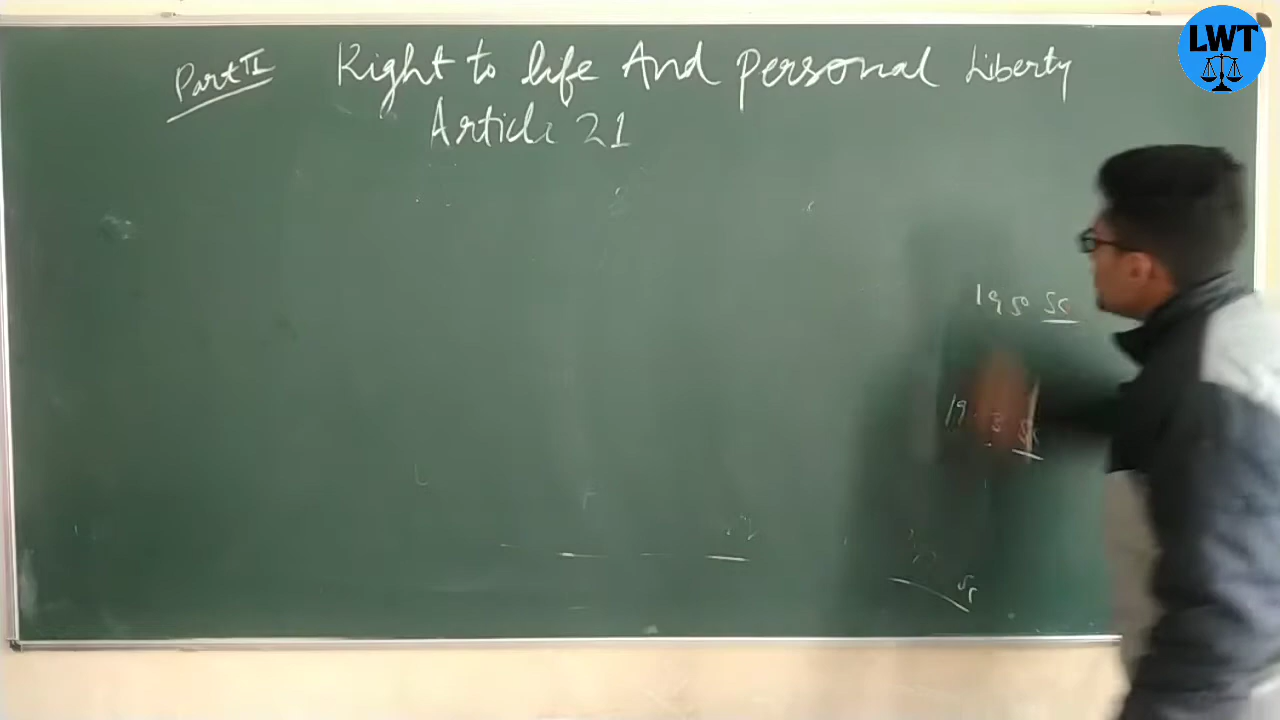 Part II
Right to life And personal Liberty
Article 21
1950 SC
LWT